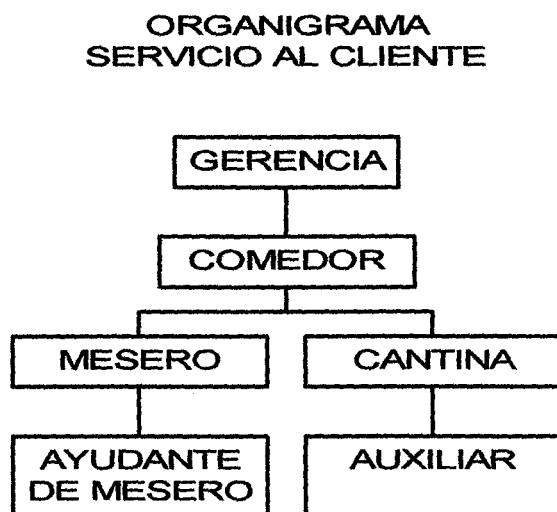 ORGANIGRAMA
SERVICIO AL CLIENTE
GERENCIA
COMEDOR
MESERO
CANTINA
AYUDANTE
DE MESERO
AUXILIAR